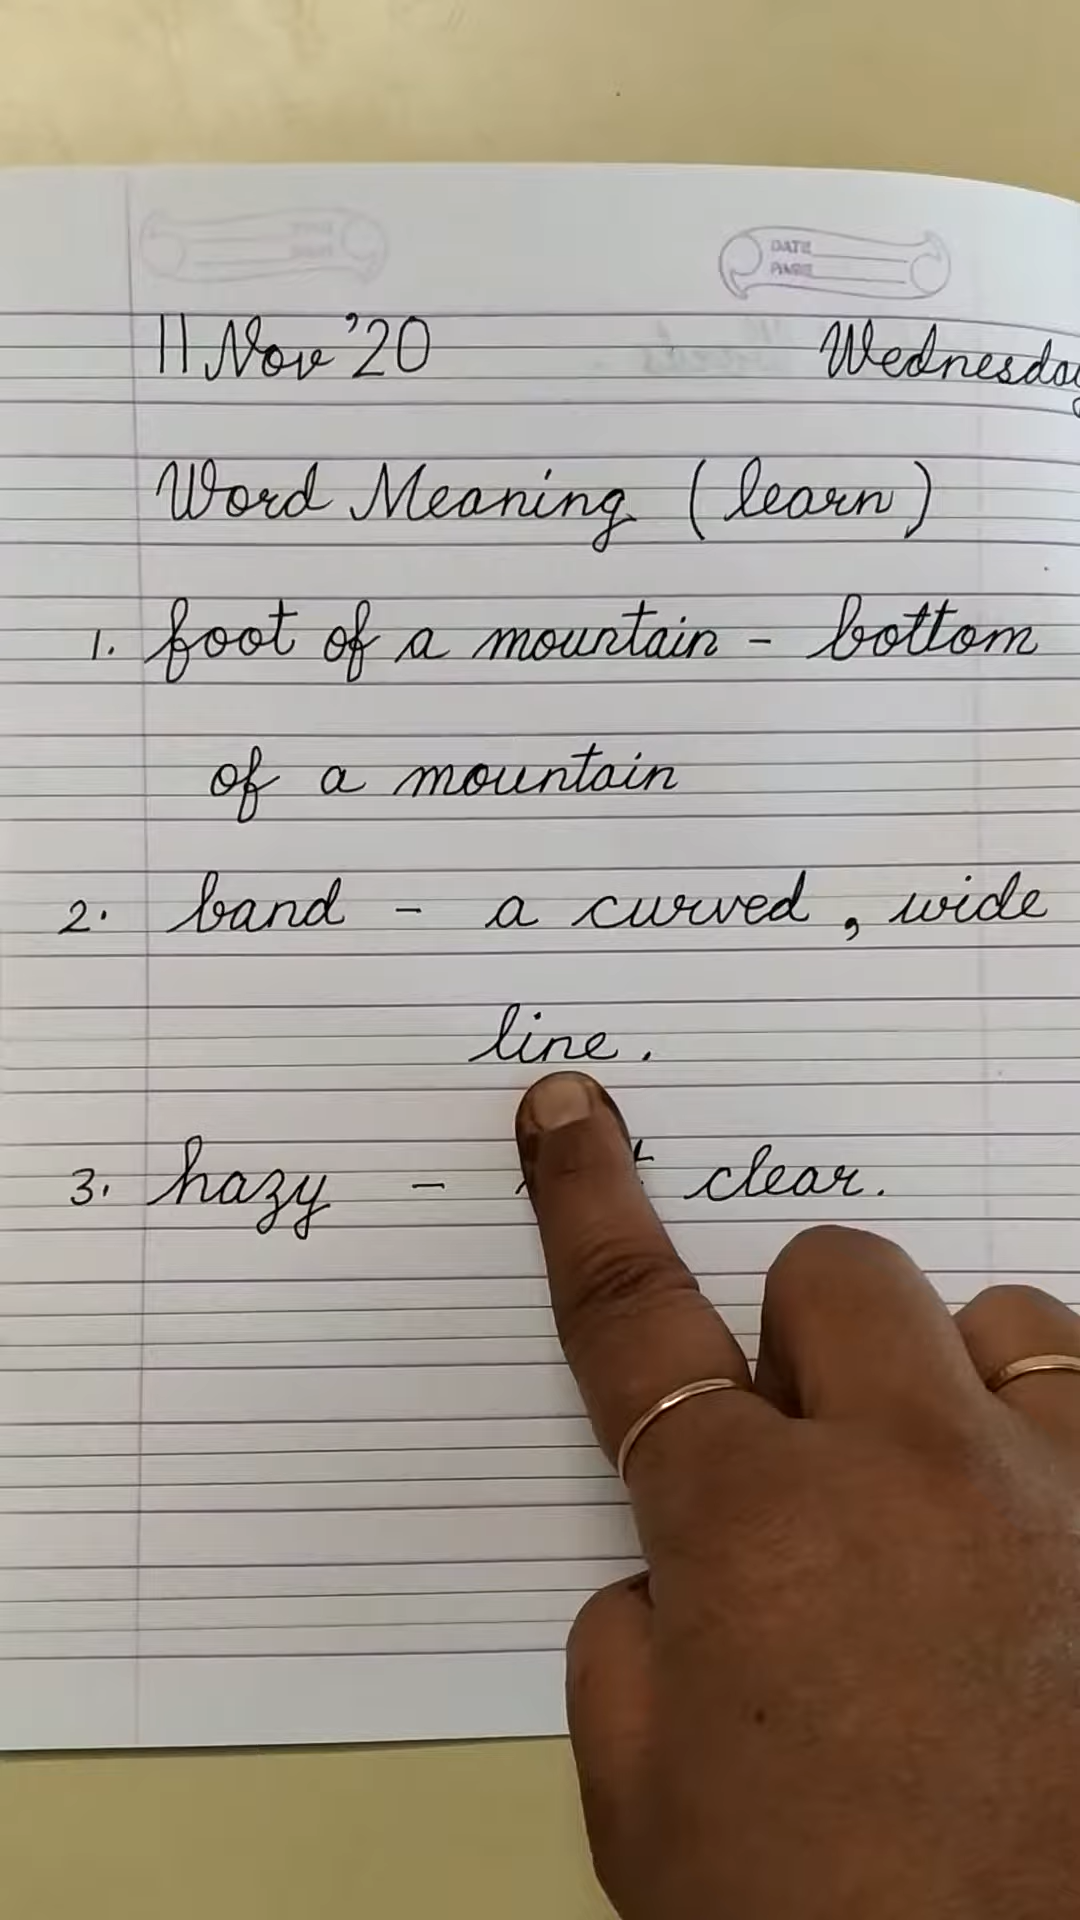 DATE
PAGE
11 Nov '20 Wednesday
Word Meaning (learn)
1. foot of a mountain - bottom
of a mountain
2. band - a curved, wide
line.
3. hazy - clear.